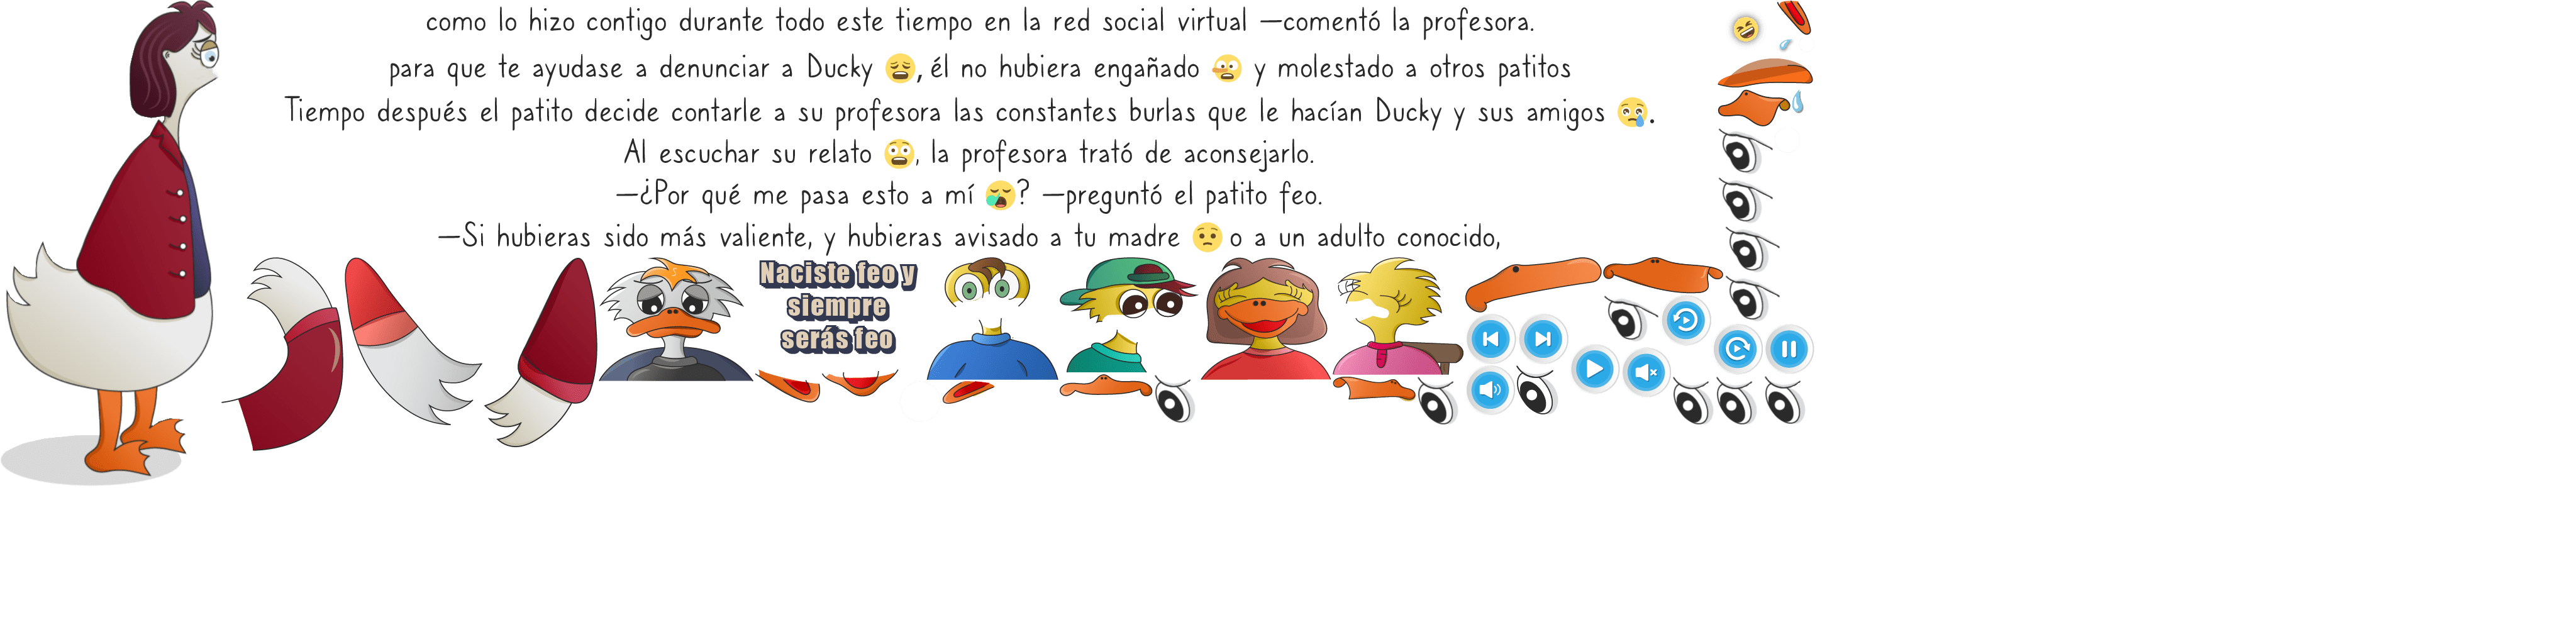 como lo hizo contigo durante todo este tiempo en la red social virtual —comentó la profesora.
para que te ayudase a denunciar a Ducky 😩, él no hubiera engañado 🤥 y molestado a otros patitos
Tiempo después el patito decide contarle a su profesora las constantes burlas que le hacían Ducky y sus amigos 😢.
Al escuchar su relato 😨, la profesora trató de aconsejarlo.
—¿Por qué me pasa esto a mí 😪? —preguntó el patito feo.
—Si hubieras sido más valiente, y hubieras avisado a tu madre 😟 o a un adulto conocido,
Naciste feo y
siempre
serás feo